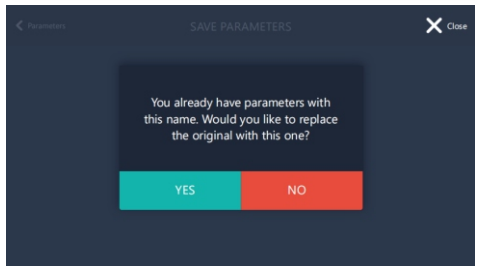 Parameters
SAVE PARAMETERS
Close
You already have parameters with
this name. Would you like to replace
the original with this one?
YES
NO